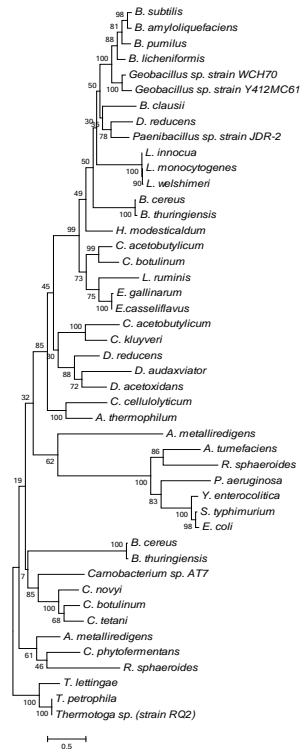 B. subtilis
98
81
B. amyloliquefaciens
88
B. pumilus
100
B. licheniformis
Geobacillus sp. strain WCH70
100
Geobacillus sp. strain Y412MC61
50
B. clausii
30
35
D. reducens
78
Paenibacillus sp. strain JDR-2
L. innocua
50
100
L. monocytogenes
90
L. welshimeri
49
B. cereus
100
B. thuringiensis
99
H. modesticaldum
99
C. acetobutylicum
C. botulinum
73
L. ruminis
45
75
E. gallinarum
100
E.casseliflavus
C. acetobutylicum
100
C. kluyveri
85
30
D. reducens
88
D. audaxviator
72
D. acetoxidans
32
C. cellulolyticum
100
A. thermophilum
A. metalliredigens
62
A. tumefaciens
86
R. sphaeroides
100
P. aeruginosa
83
Y. enterocolitica
19
100
S. typhimurium
98
E. coli
B. cereus
100
B. thuringiensis
7
Carnobacterium sp. AT7
85
C. novyi
100
C. botulinum
68
C. tetani
A. metalliredigens
61
C. phytofermentans
46
R. sphaeroides
T. lettingae
100
T. petrophila
100
Thermotoga sp. (strain RQ2)
0.5